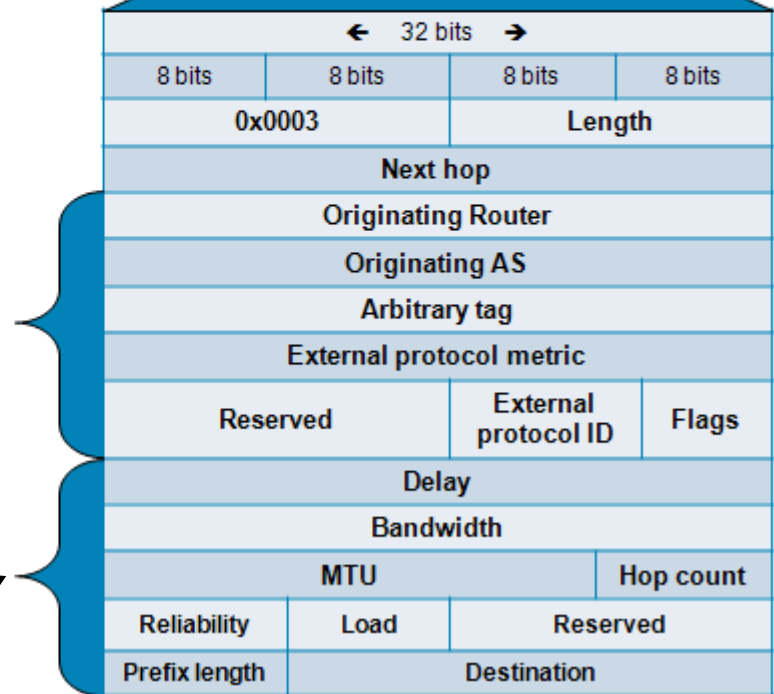 ← 32 bits →
8 bits 8 bits 8 bits 8 bits
0x0003 Length
Next hop
Originating Router
Originating AS
Arbitrary tag
External protocol metric
Reserved External protocol ID Flags
Delay
Bandwidth
MTU Hop count
Reliability Load Reserved
Prefix length Destination